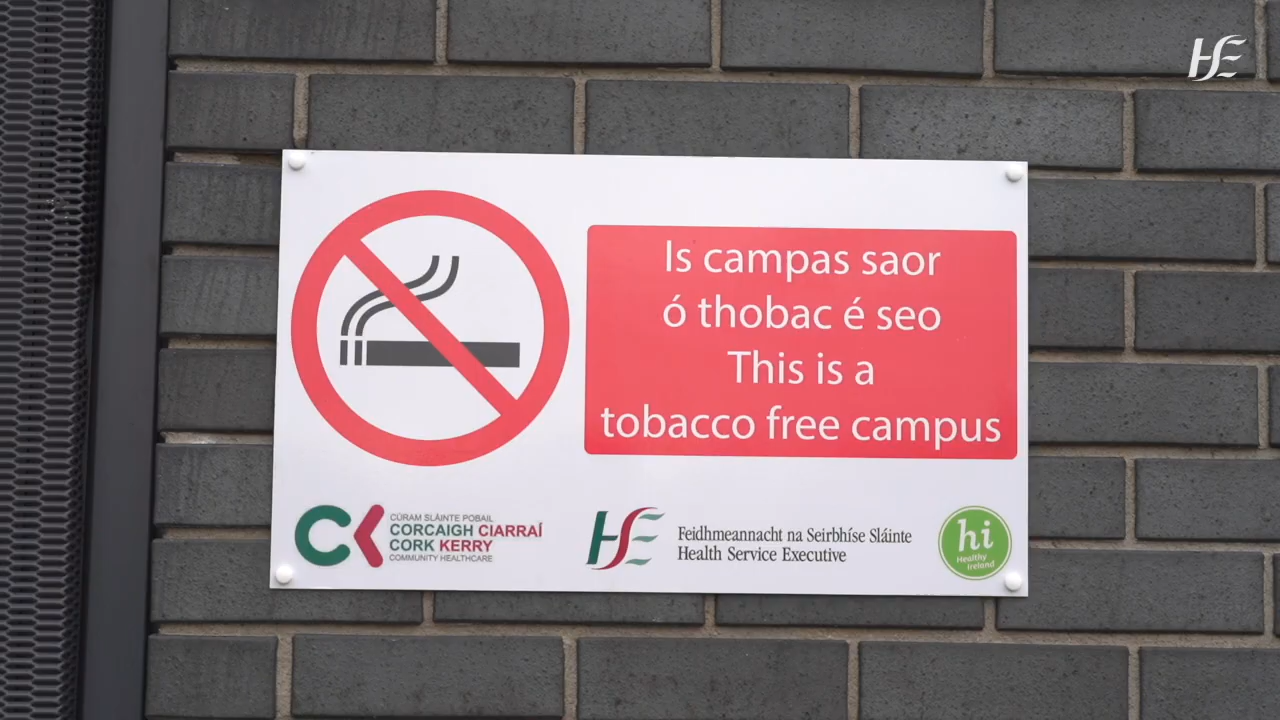 HSE
Is campas saor
ó thobac é seo
This is a
tobacco free campus
CÚRAM SLÁINTE POBAIL
CORCAIGH CIARRAÍ
CORK KERRY
COMMUNITY HEALTHCARE
CK
HSE
Feidhmeannacht na Seirbhíse Sláinte
Health Service Executive
hi
Healthy
Ireland